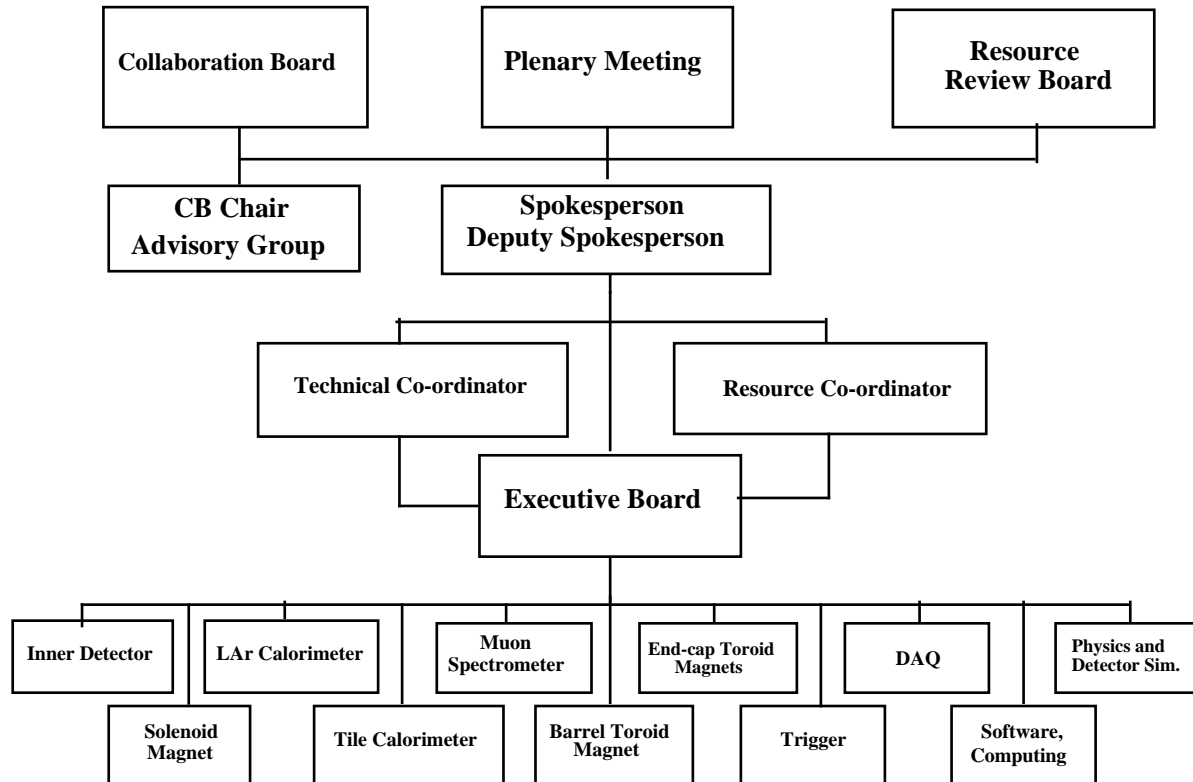 Collaboration Board
Plenary Meeting
Resource
Review Board
CB Chair
Advisory Group
Spokesperson
Deputy Spokesperson
Technical Co-ordinator
Resource Co-ordinator
Executive Board
Inner Detector
LAr Calorimeter
Muon
Spectrometer
End-cap Toroid
Magnets
DAQ
Physics and
Detector Sim.
Solenoid
Magnet
Tile Calorimeter
Barrel Toroid
Magnet
Trigger
Software,
Computing